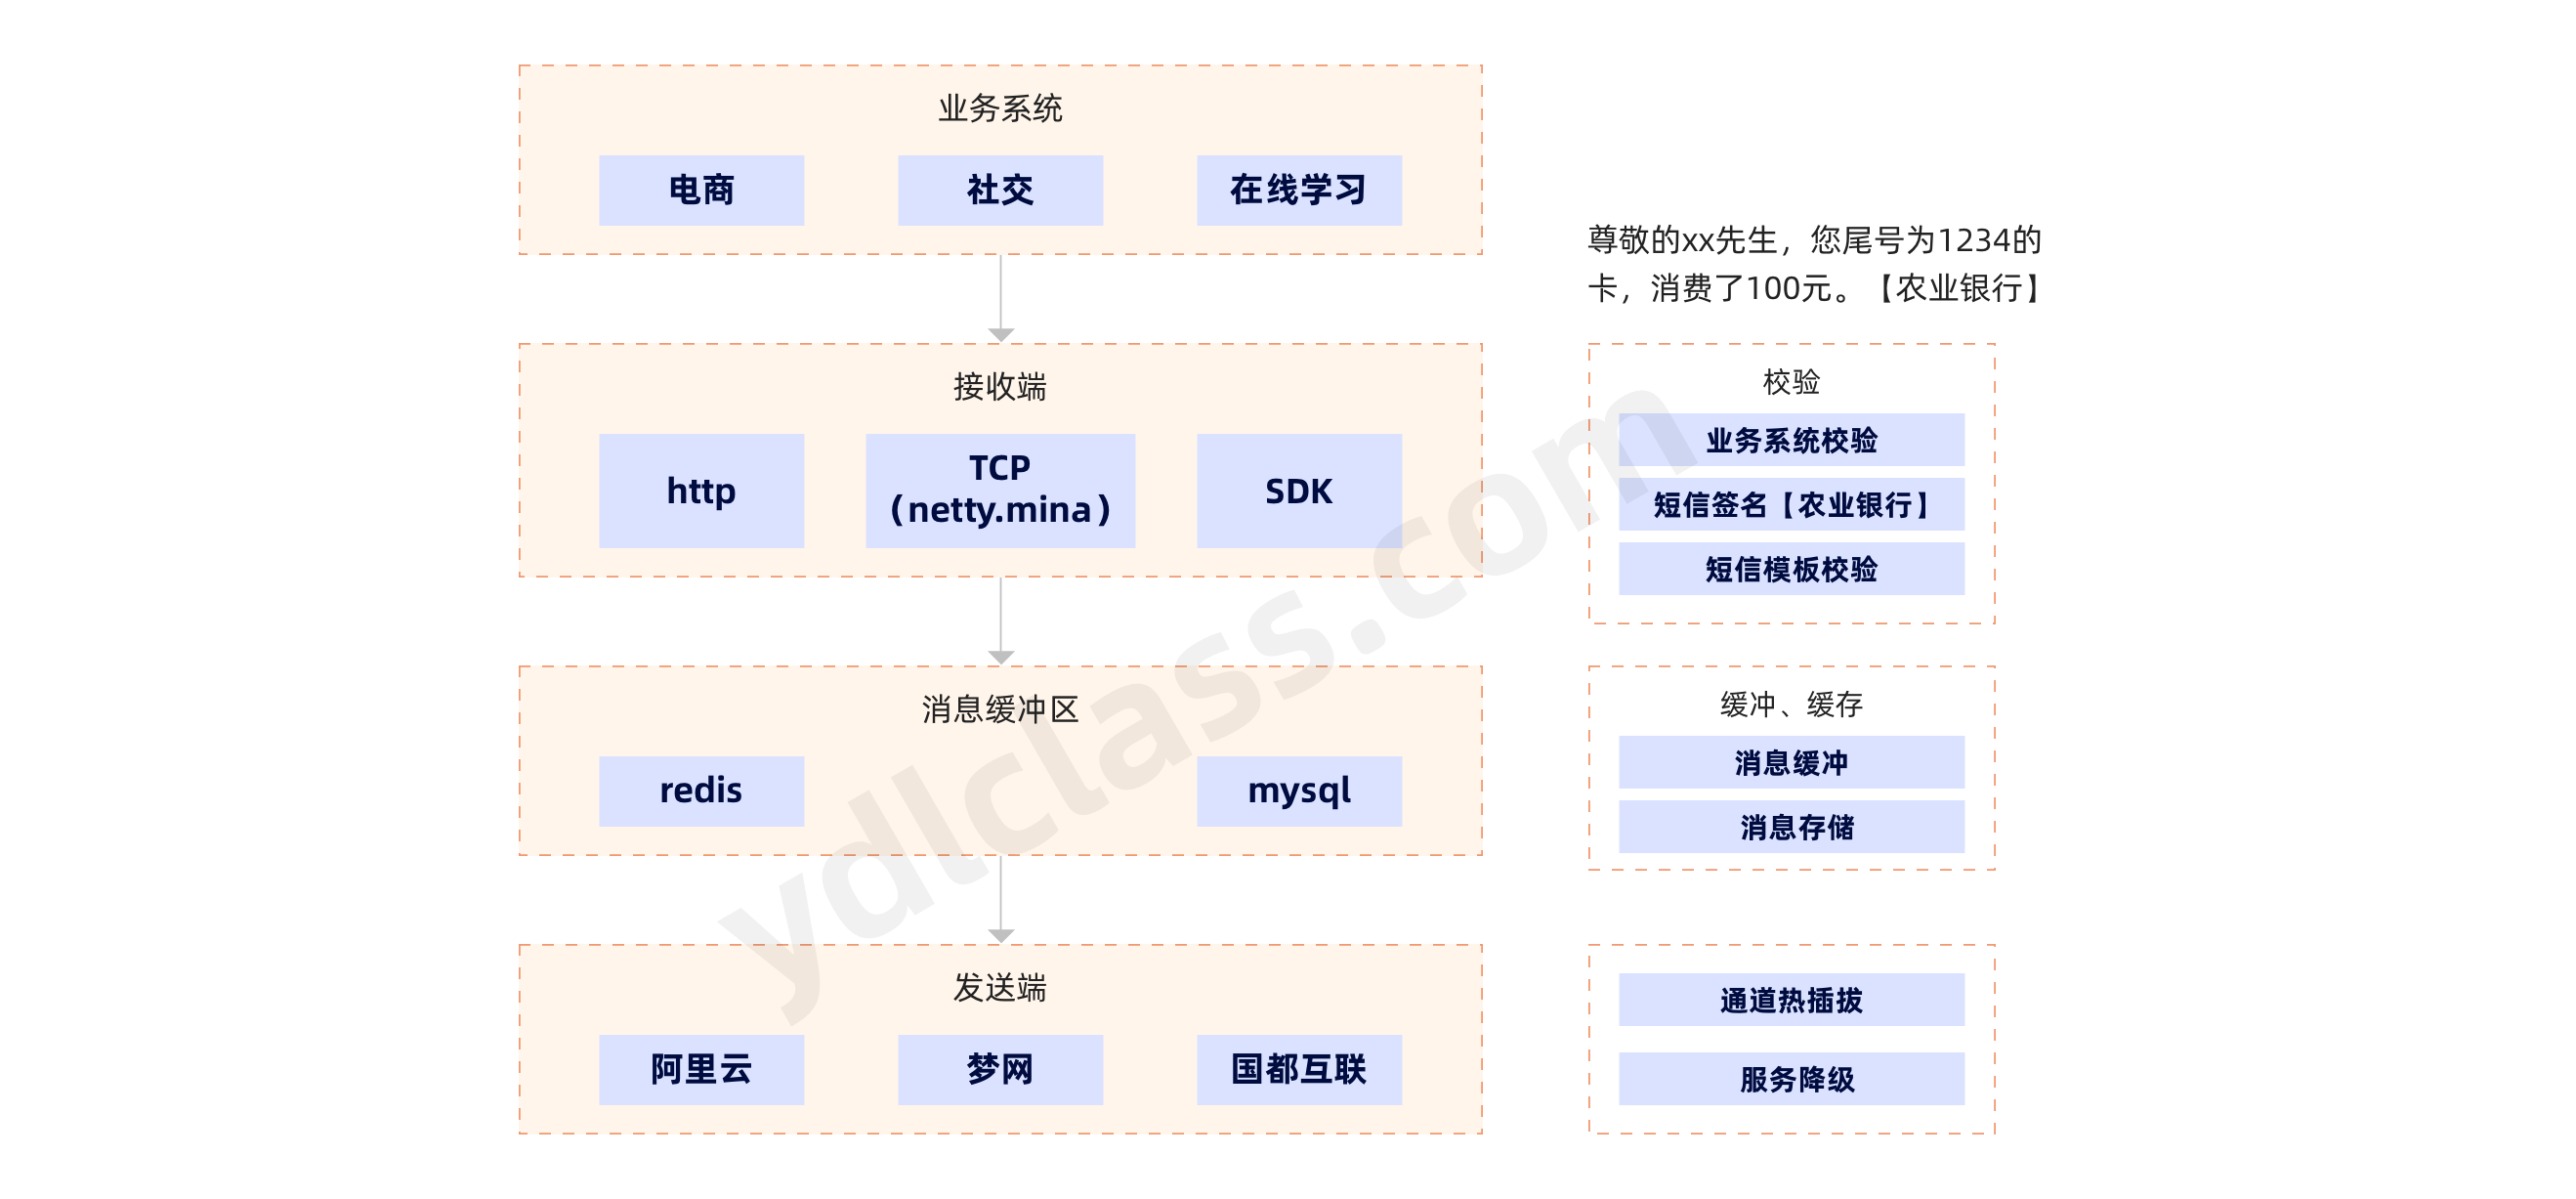 业务系统
电商
社交
在线学习
尊敬的xx先生，您尾号为1234的
卡，消费了100元。【农业银行】
接收端
http
TCP
（netty.mina）
SDK
校验
业务系统校验
短信签名【农业银行】
短信模板校验
消息缓冲区
redis
mysql
缓冲、缓存
消息缓冲
消息存储
发送端
阿里云
梦网
国都互联
通道热插拔
服务降级
ydlclass.com